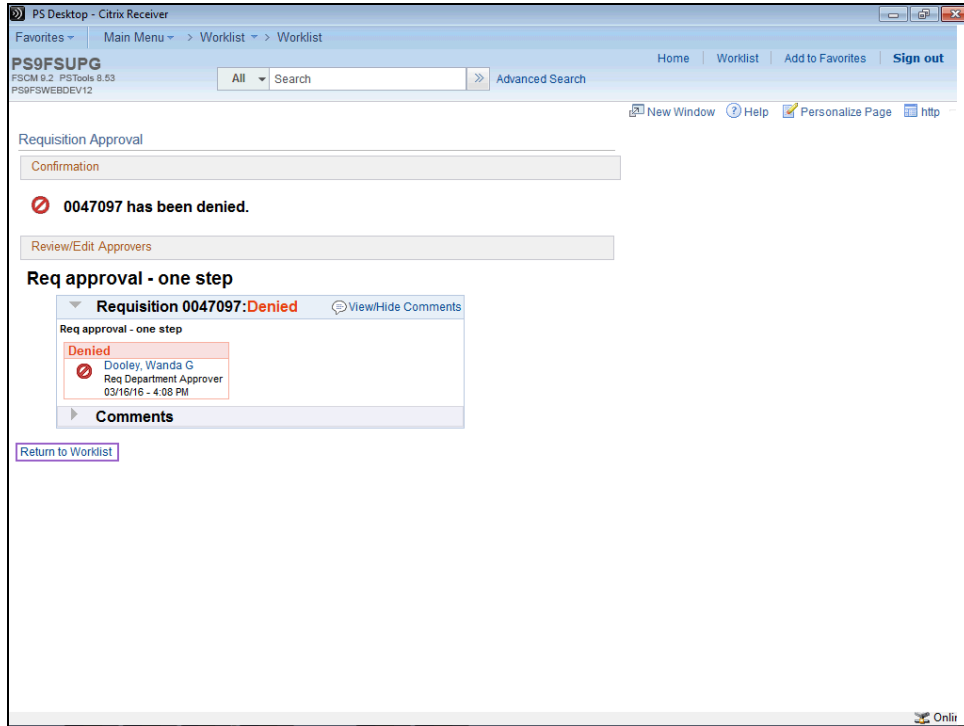 PS Desktop - Citrix Receiver
Favorites Main Menu > Worklist > Worklist
PS9FSUPG
FSCM 9.2 PSTools 8.53
PS9FSWEBDEV12
All Search Advanced Search
Home Worklist Add to Favorites Sign out
New Window Help Personalize Page http
Requisition Approval
Confirmation
0047097 has been denied.
Review/Edit Approvers
Req approval - one step
Requisition 0047097:Denied View/Hide Comments
Req approval - one step
Denied
Dooley, Wanda G
Req Department Approver
03/16/16 - 4:08 PM
Comments
Return to Worklist
Onlin